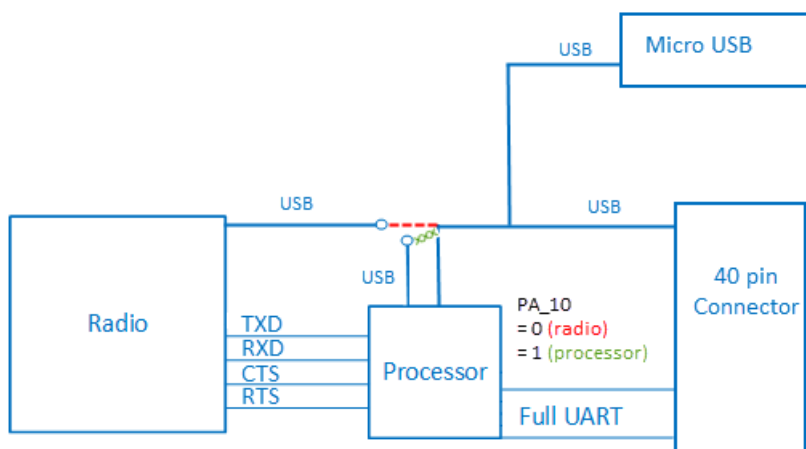 USB
Micro USB
USB
USB
USB
40 pin
Connector
PA_10
= 0 (radio)
= 1 (processor)
Radio
TXD
RXD
CTS
RTS
Processor
Full UART